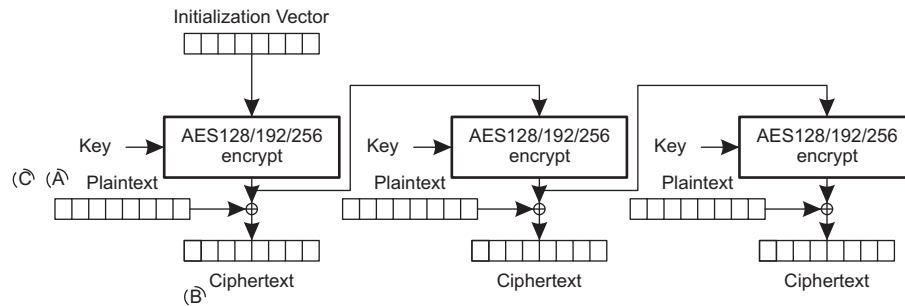 Initialization Vector
Key
AES128/192/256
encrypt
Key
AES128/192/256
encrypt
Key
AES128/192/256
encrypt
(C) (A)
Plaintext
Plaintext
Plaintext
Ciphertext
Ciphertext
Ciphertext
(B)